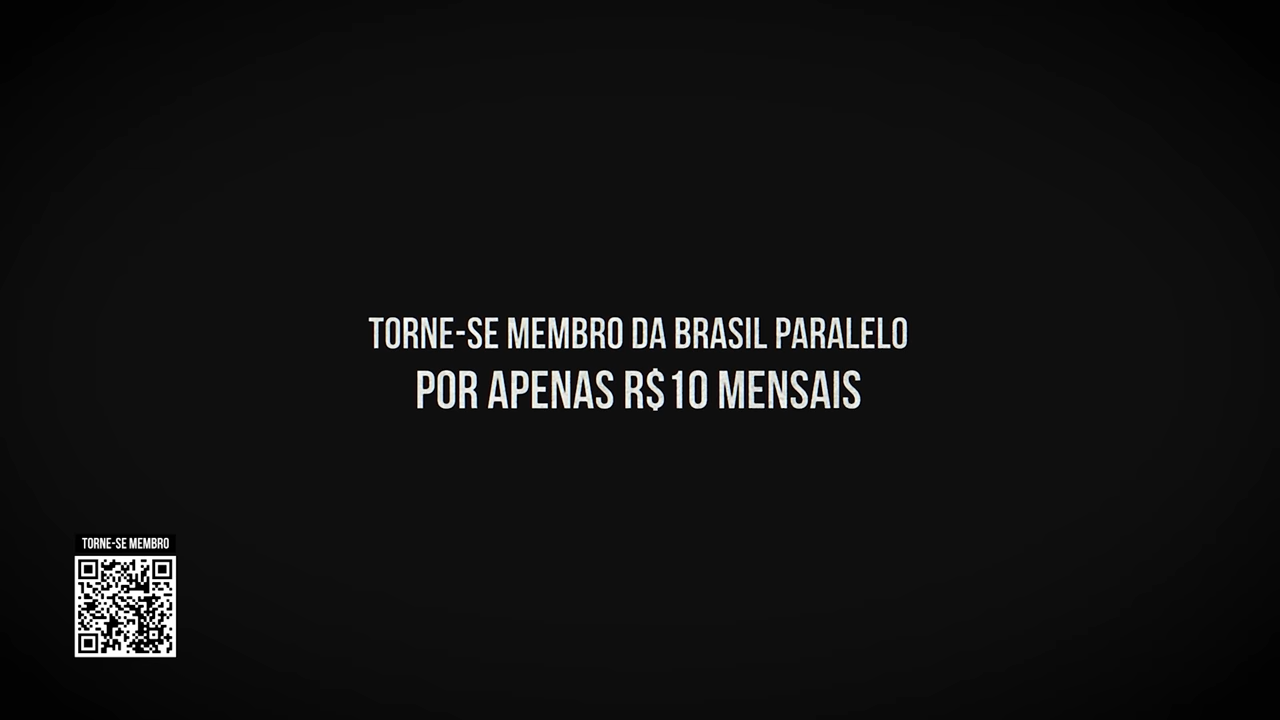 TORNE-SE MEMBRO DA BRASIL PARALELO
POR APENAS R$10 MENSAIS
TORNE-SE MEMBRO